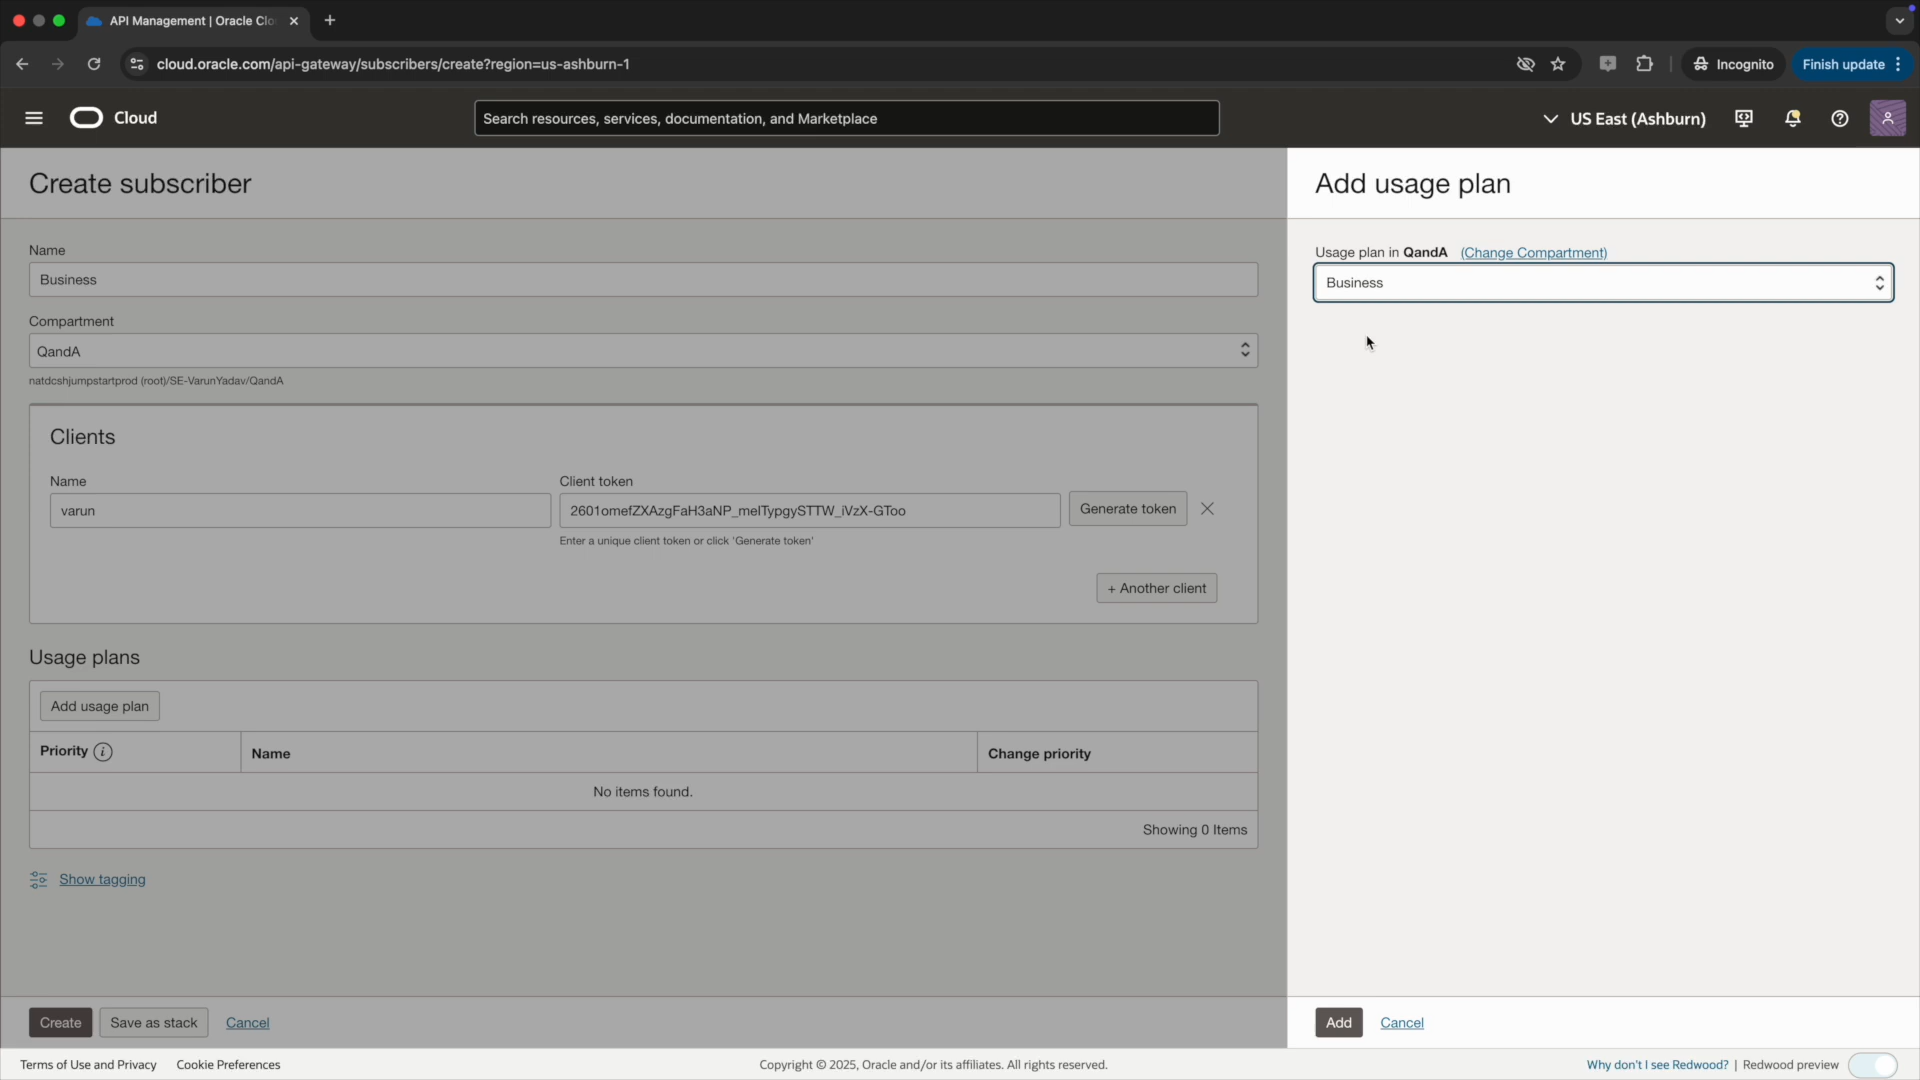 API Management | Oracle Clo
cloud.oracle.com/api-gateway/subscribers/create?region=us-ashburn-1
Incognito
Finish update
Cloud
Search resources, services, documentation, and Marketplace
US East (Ashburn)
Create subscriber
Name
Business
Compartment
QandA
natdcshjumpstartprod (root)/SE-VarunYadav/QandA
Clients
Name
Client token
varun
2601omefZXAzgFaH3aNP_melTypgySTTW_iVzX-GToo
Generate token
Enter a unique client token or click 'Generate token'
+ Another client
Usage plans
Add usage plan
Priority
Name
Change priority
No items found.
Showing 0 Items
Show tagging
Create
Save as stack
Cancel
Add usage plan
Usage plan in QandA (Change Compartment)
Business
Add
Cancel
Terms of Use and Privacy
Cookie Preferences
Copyright © 2025, Oracle and/or its affiliates. All rights reserved.
Why don't I see Redwood? | Redwood preview